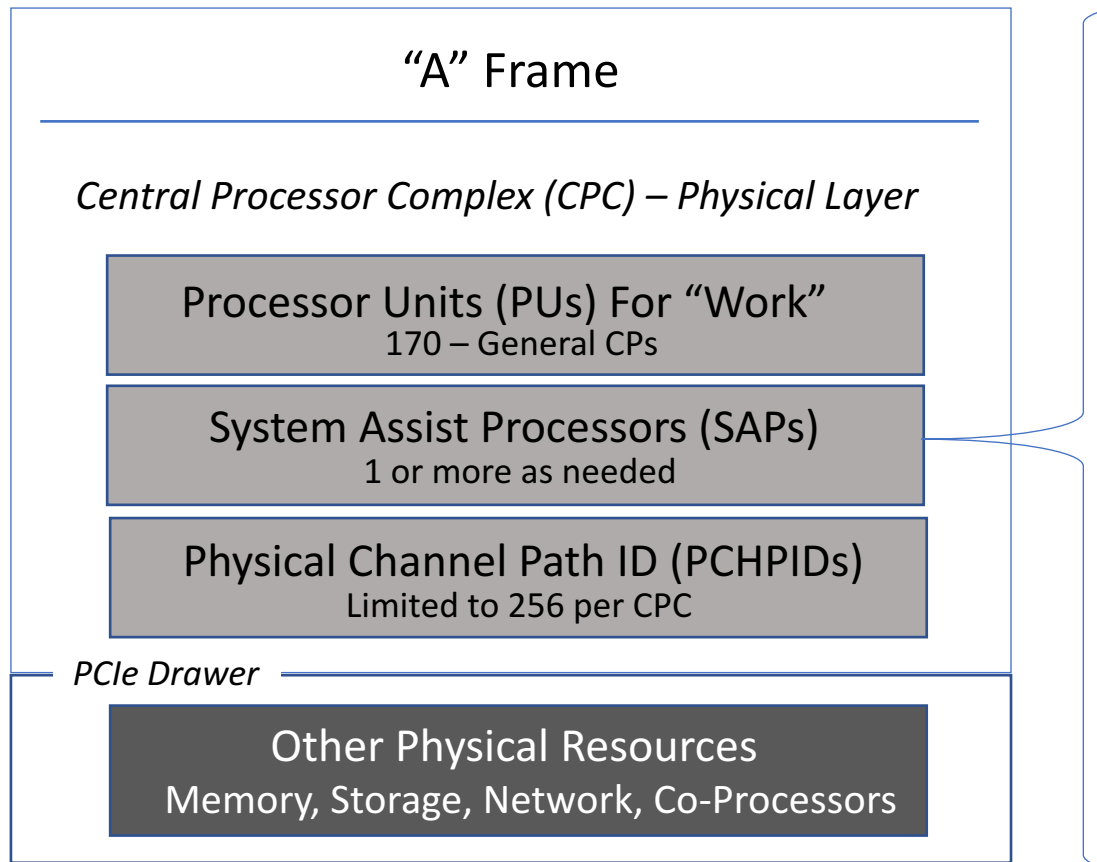 “A” Frame
Central Processor Complex (CPC) – Physical Layer
Processor Units (PUs) For “Work”
170 – General CPs
System Assist Processors (SAPs)
1 or more as needed
Physical Channel Path ID (PCHPIDs)
Limited to 256 per CPC
PCIe Drawer
Other Physical Resources
Memory, Storage, Network, Co-Processors